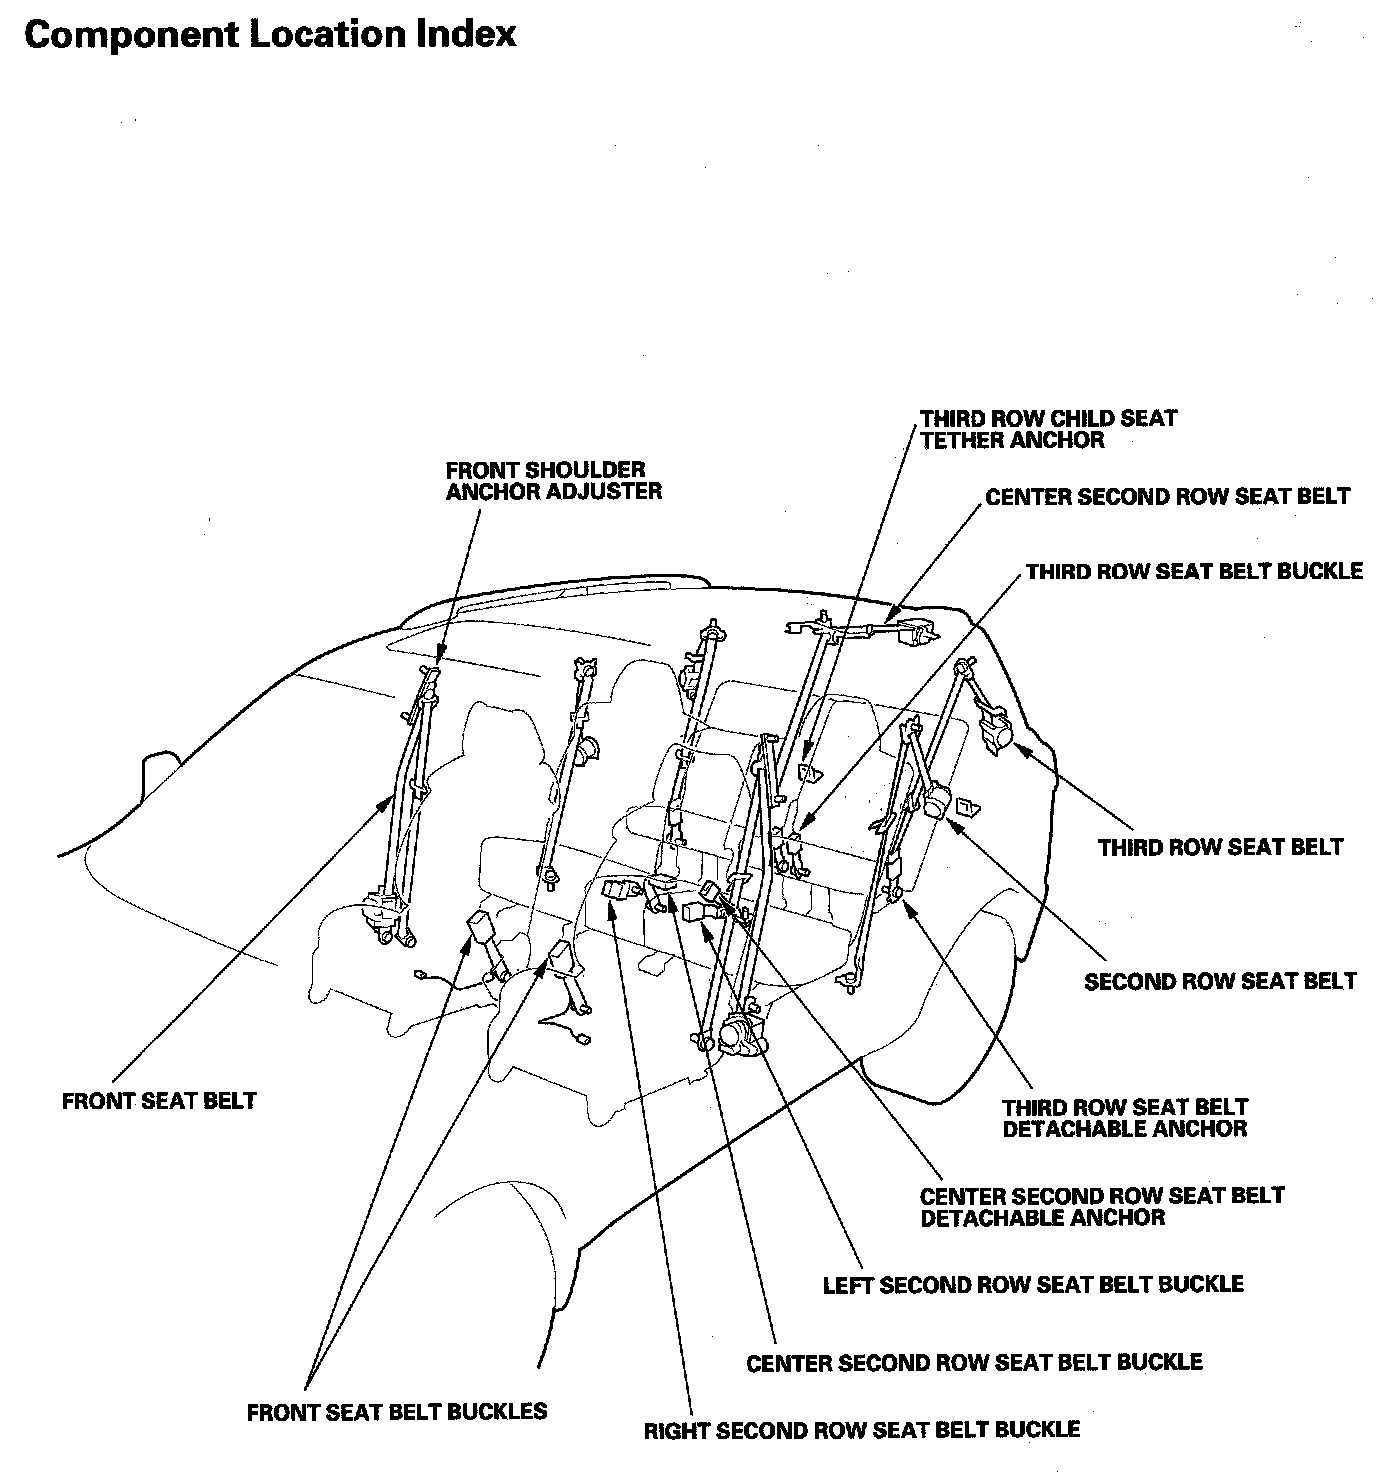 Component Location Index
THIRD ROW CHILD SEAT
TETHER ANCHOR
FRONT SHOULDER
ANCHOR ADJUSTER
CENTER SECOND ROW SEAT BELT
THIRD ROW SEAT BELT BUCKLE
THIRD ROW SEAT BELT
SECOND ROW SEAT BELT
FRONT SEAT BELT
THIRD ROW SEAT BELT
DETACHABLE ANCHOR
CENTER SECOND ROW SEAT BELT
DETACHABLE ANCHOR
LEFT SECOND ROW SEAT BELT BUCKLE
CENTER SECOND ROW SEAT BELT BUCKLE
FRONT SEAT BELT BUCKLES
RIGHT SECOND ROW SEAT BELT BUCKLE